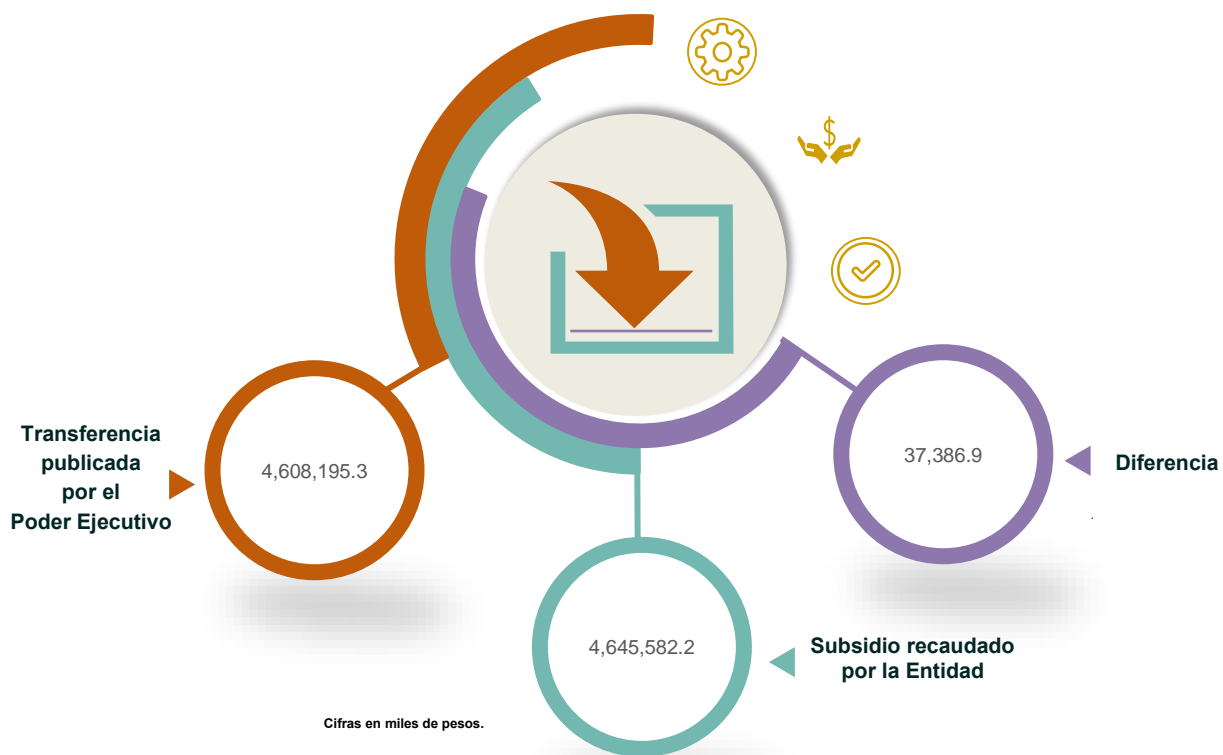 Transferencia
publicada
por el
Poder Ejecutivo
4,608,195.3
37,386.9
Diferencia
4,645,582.2
Subsidio recaudado
por la Entidad
Cifras en miles de pesos.
$
.